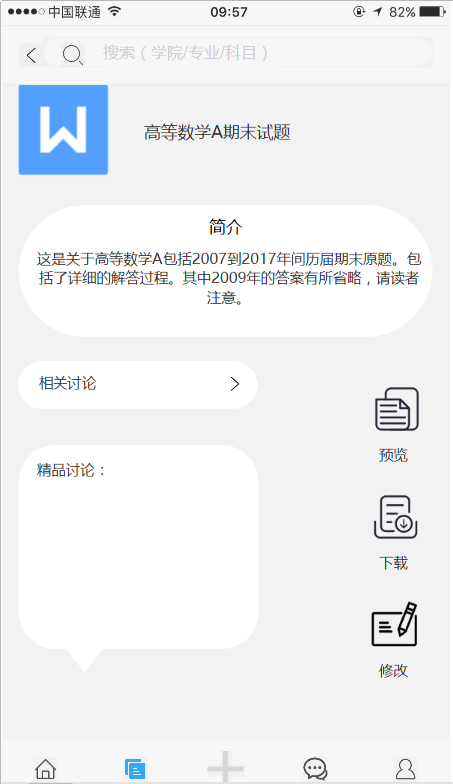 中国联通 09:57 82%
搜索（学院/专业/科目）
W
高等数学A期末试题
简介
这是关于高等数学A包括2007到2017年间历届期末原题。包
括了详细的解答过程。其中2009年的答案有所省略，请读者
注意。
相关讨论
预览
精品讨论：
下载
修改